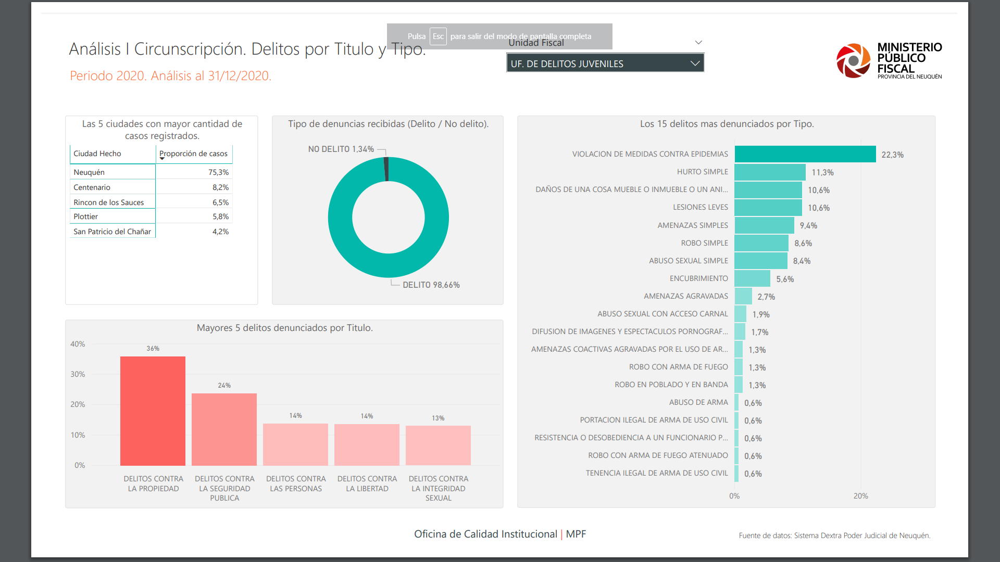 Pulsa Esc para salir del modo de pantalla completa
Análisis I Circunscripción. Delitos por Titulo y Tipo.
Periodo 2020. Análisis al 31/12/2020.
Unidad Fiscal
UF. DE DELITOS JUVENILES
MINISTERIO
PÚBLICO
FISCAL
PROVINCIA DEL NEUQUÉN
Las 5 ciudades con mayor cantidad de
casos registrados.
Ciudad Hecho Proporción de casos
Neuquén 75,3%
Centenario 8,2%
Rincon de los Sauces 6,5%
Plottier 5,8%
San Patricio del Chañar 4,2%
Tipo de denuncias recibidas (Delito / No delito).
NO DELITO 1,34%
DELITO 98,66%
Mayores 5 delitos denunciados por Titulo.
40%
30%
20%
10%
0%
36%
24%
14%
14%
13%
DELITOS CONTRA
LA PROPIEDAD
DELITOS CONTRA
LA SEGURIDAD
PUBLICA
DELITOS CONTRA
LAS PERSONAS
DELITOS CONTRA
LA LIBERTAD
DELITOS CONTRA
LA INTEGRIDAD
SEXUAL
Los 15 delitos mas denunciados por Tipo.
VIOLACION DE MEDIDAS CONTRA EPIDEMIAS 22,3%
HURTO SIMPLE 11,3%
DAÑOS DE UNA COSA MUEBLE O INMUEBLE O UN ANI... 10,6%
LESIONES LEVES 10,6%
AMENAZAS SIMPLES 9,4%
ROBO SIMPLE 8,6%
ABUSO SEXUAL SIMPLE 8,4%
ENCUBRIMIENTO 5,6%
AMENAZAS AGRAVADAS 2,7%
ABUSO SEXUAL CON ACCESO CARNAL 1,9%
DIFUSION DE IMAGENES Y ESPECTACULOS PORNOGRAF... 1,7%
AMENAZAS COACTIVAS AGRAVADAS POR EL USO DE AR... 1,3%
ROBO CON ARMA DE FUEGO 1,3%
ROBO EN POBLADO Y EN BANDA 1,3%
ABUSO DE ARMA 0,6%
PORTACION ILEGAL DE ARMA DE USO CIVIL 0,6%
RESISTENCIA O DESOBEDIENCIA A UN FUNCIONARIO P... 0,6%
ROBO CON ARMA DE FUEGO ATENUADO 0,6%
TENENCIA ILEGAL DE ARMA DE USO CIVIL 0,6%
0% 20%
Oficina de Calidad Institucional | MPF
Fuente de datos: Sistema Dextra Poder Judicial de Neuquén.